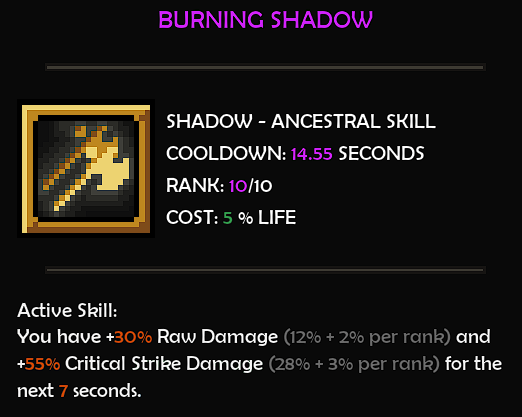 BURNING SHADOW
SHADOW - ANCESTRAL SKILL
COOLDOWN: 14.55 SECONDS
RANK: 10/10
COST: 5 % LIFE
Active Skill:
You have +30% Raw Damage (12% + 2% per rank) and
+55% Critical Strike Damage (28% + 3% per rank) for the
next 7 seconds.